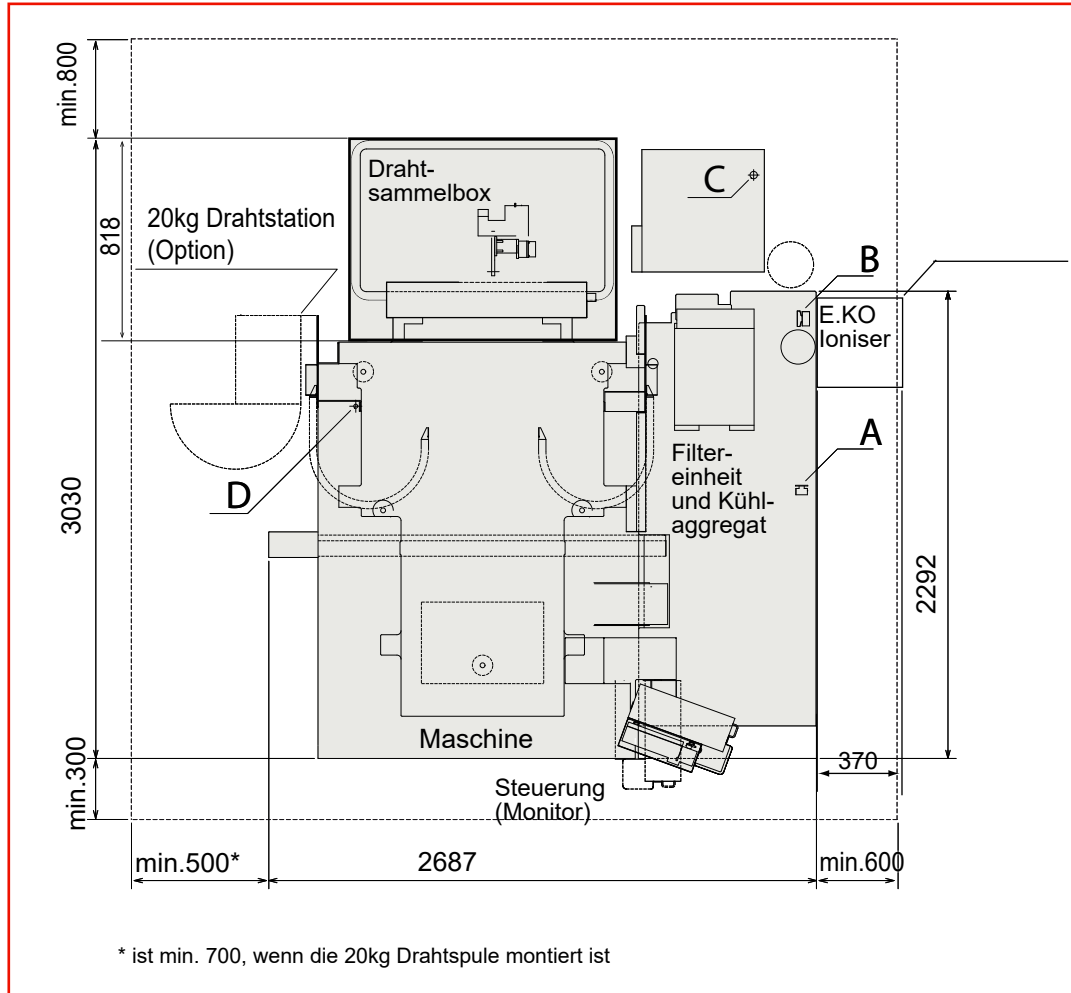 min.800
818
3030
min.300
20kg Drahtstation
(Option)
Draht-
sammelbox
C
B
E.KO
Ioniser
A
D
Filter-
einheit
und Kühl-
aggregat
2292
Maschine
370
Steuerung
(Monitor)
min.500*
2687
min.600
* ist min. 700, wenn die 20kg Drahtspule montiert ist